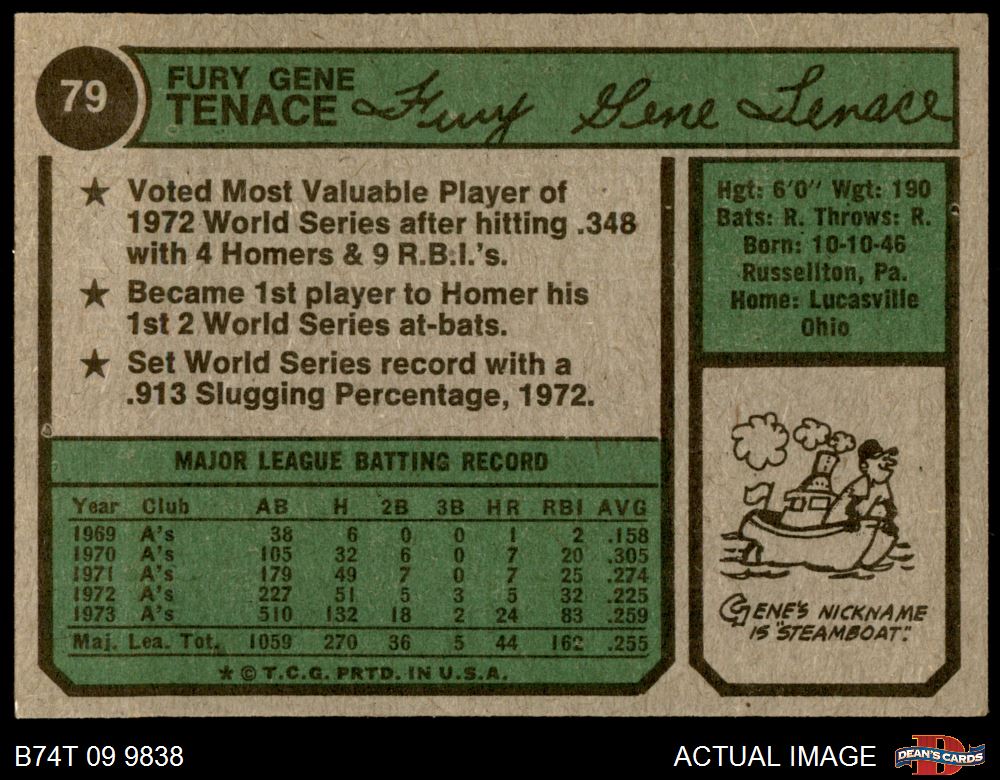 79
FURY GENE
TENACE
Fury Gene Tenace
★ Voted Most Valuable Player of
1972 World Series after hitting .348
with 4 Homers & 9 R.B.I.'s.
★ Became 1st player to Homer his
1st 2 World Series at-bats.
★ Set World Series record with a
.913 Slugging Percentage, 1972.
Hgt: 6'0" Wgt: 190
Bats: R. Throws: R.
Born: 10-10-46
Russellton, Pa.
Home: Lucasville
Ohio
MAJOR LEAGUE BATTING RECORD
Year Club AB H 2B 3B HR RBI AVG
1969 A's 38 6 0 0 1 2 .158
1970 A's 105 32 6 0 7 20 .305
1971 A's 179 49 7 0 7 25 .274
1972 A's 227 51 5 3 5 32 .225
1973 A's 510 132 18 2 24 83 .259
Maj. Lea. Tot. 1059 270 36 5 44 162 .255
* © T.C.G. PRTD. IN U.S.A.
GENE'S NICKNAME
IS "STEAMBOAT".
B74T 09 9838
ACTUAL IMAGE
DEAN'S CARDS